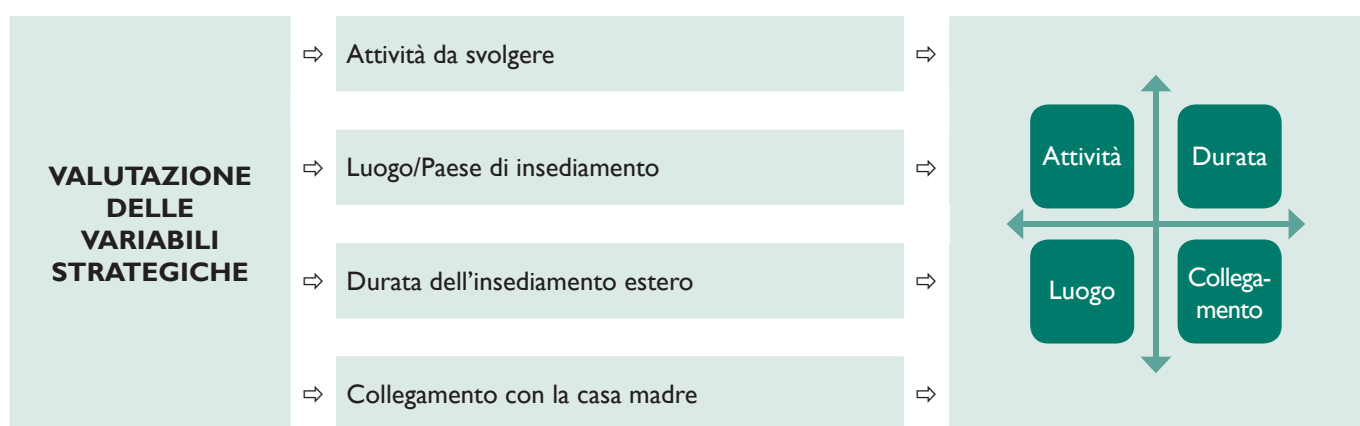 VALUTAZIONE
DELLE
VARIABILI
STRATEGICHE
⇨ Attività da svolgere ⇨
⇨ Luogo/Paese di insediamento ⇨
⇨ Durata dell’insediamento estero ⇨
⇨ Collegamento con la casa madre ⇨
Attività
Durata
Luogo
Collega-
mento